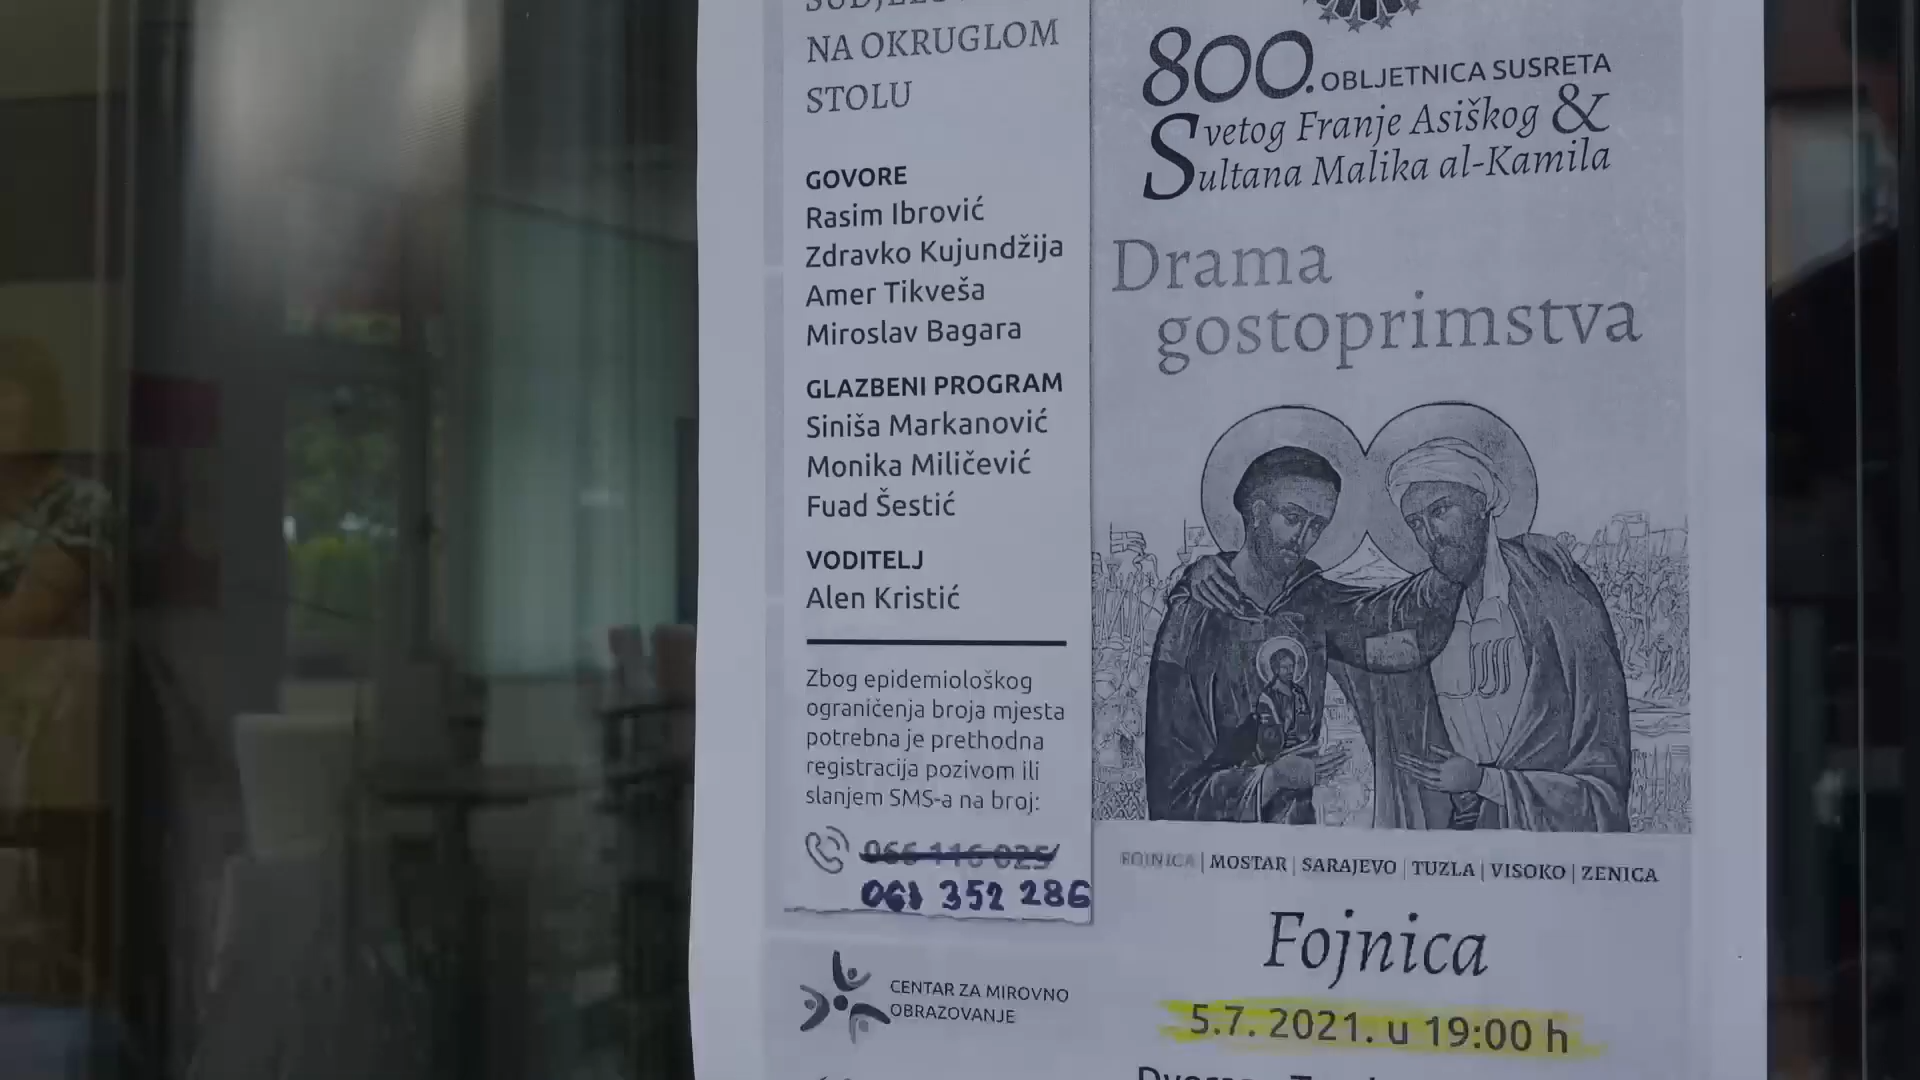 NA OKRUGLOM
STOLU
GOVORE
Rasim Ibrović
Zdravko Kujundžija
Amer Tikveša
Miroslav Bagara
GLAZBENI PROGRAM
Siniša Markanović
Monika Miličević
Fuad Šestić
VODITELJ
Alen Kristić
Zbog epidemiološkog
ograničenja broja mjesta
potrebna je prethodna
registracija pozivom ili
slanjem SMS-a na broj:
066 116 025
061 352 286
CENTAR ZA MIROVNO
OBRAZOVANJE
800. OBLJETNICA SUSRETA
Svetog Franje Asiškog &
Sultana Malika al-Kamila
Drama
gostoprimstva
FOJNICA | MOSTAR | SARAJEVO | TUZLA | VISOKO | ZENICA
Fojnica
5.7. 2021. u 19:00 h